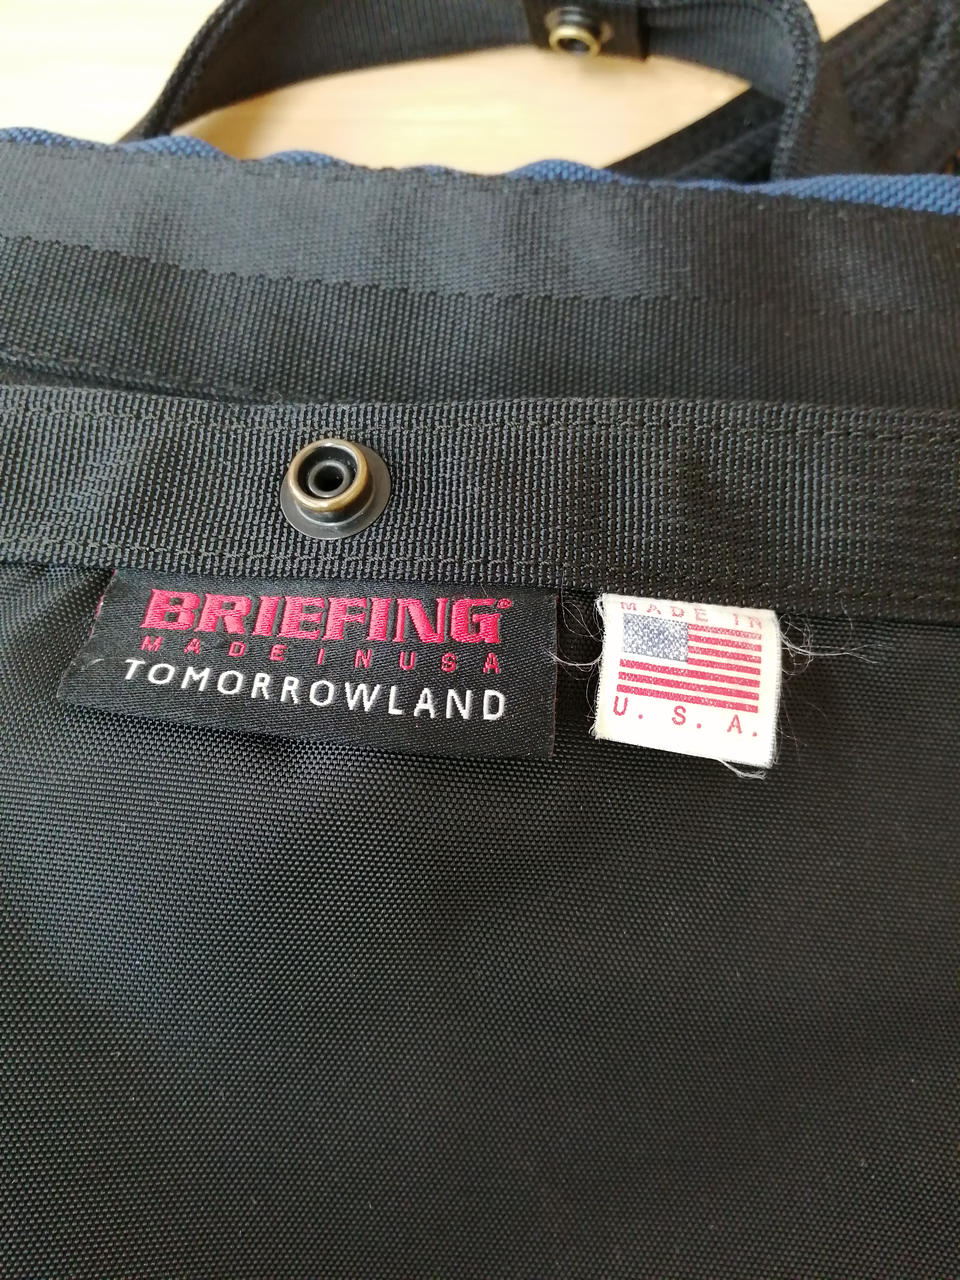 BRIEFING®
MADE IN USA
TOMORROWLAND
MADE IN
U. S. A.